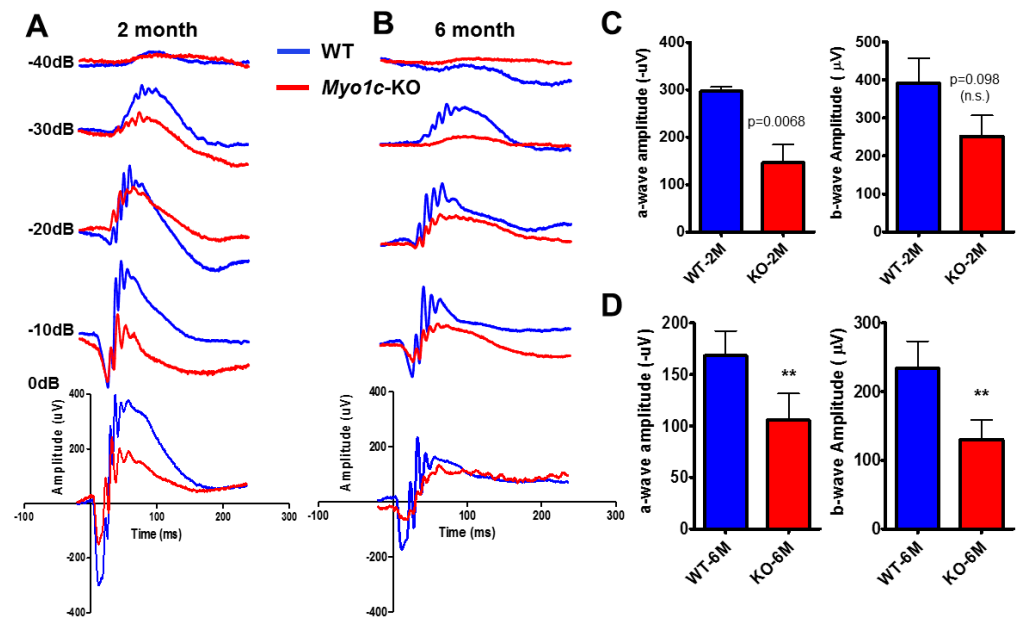 A
2 month
-40dB
-30dB
-20dB
-10dB
0dB
Amplitude (uV)
400
200
-200
-400
-100
100
200
300
Time (ms)
WT
Myo1c-KO
B
6 month
Amplitude (uV)
400
200
-200
-400
-100
100
200
300
Time (ms)
C
a-wave amplitude (-uV)
400
300
200
300
0
p=0.0068
WT-2M
KO-2M
b-wave Amplitude ( μV)
500
400
300
200
100
0
p=0.098
(n.s.)
WT-2M
KO-2M
D
a-wave amplitude (-uV)
200
150
100
50
0
**
WT-6M
KO-6M
b-wave Amplitude ( μV)
300
200
100
0
**
WT-6M
KO-6M